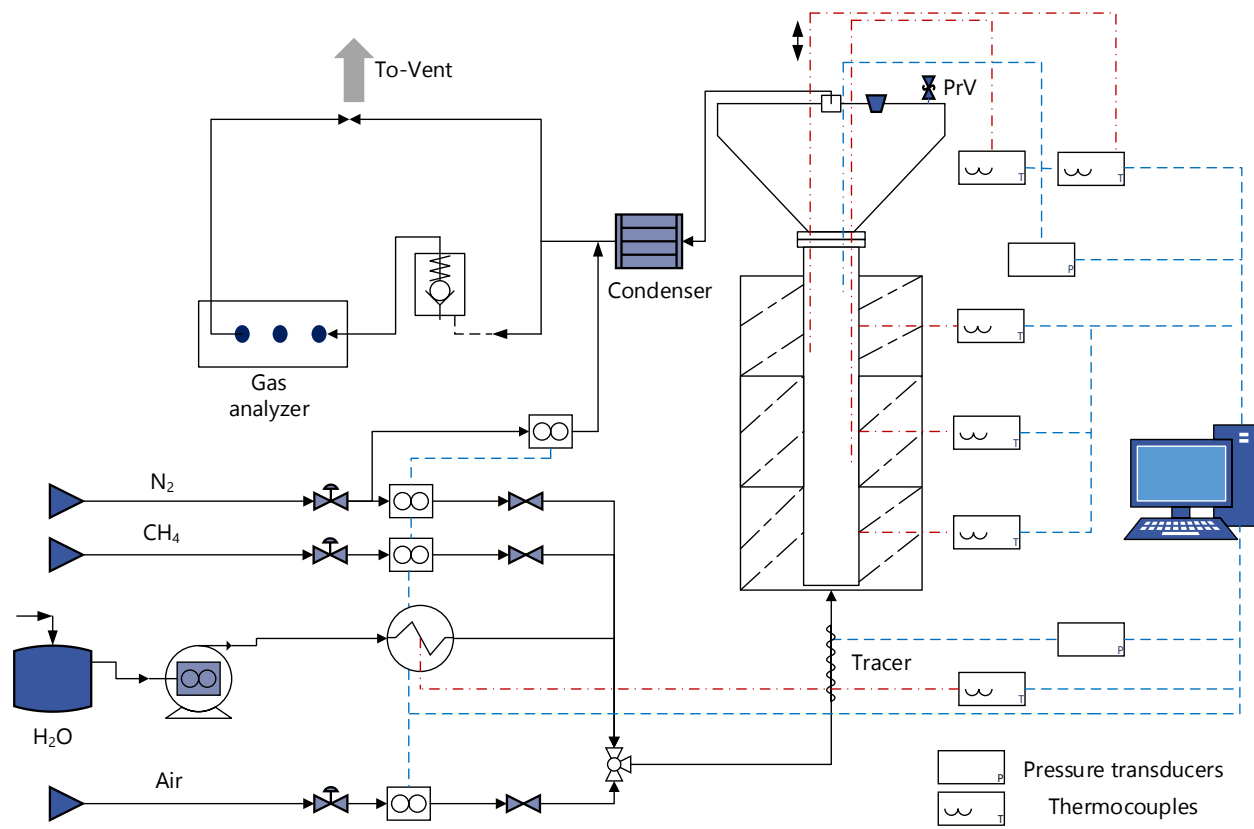 To-Vent
PrV
T
T
P
Condenser
T
Gas
analyzer
T
N₂
CH₄
T
P
Tracer
T
H₂O
Air
P
Pressure transducers
T
Thermocouples